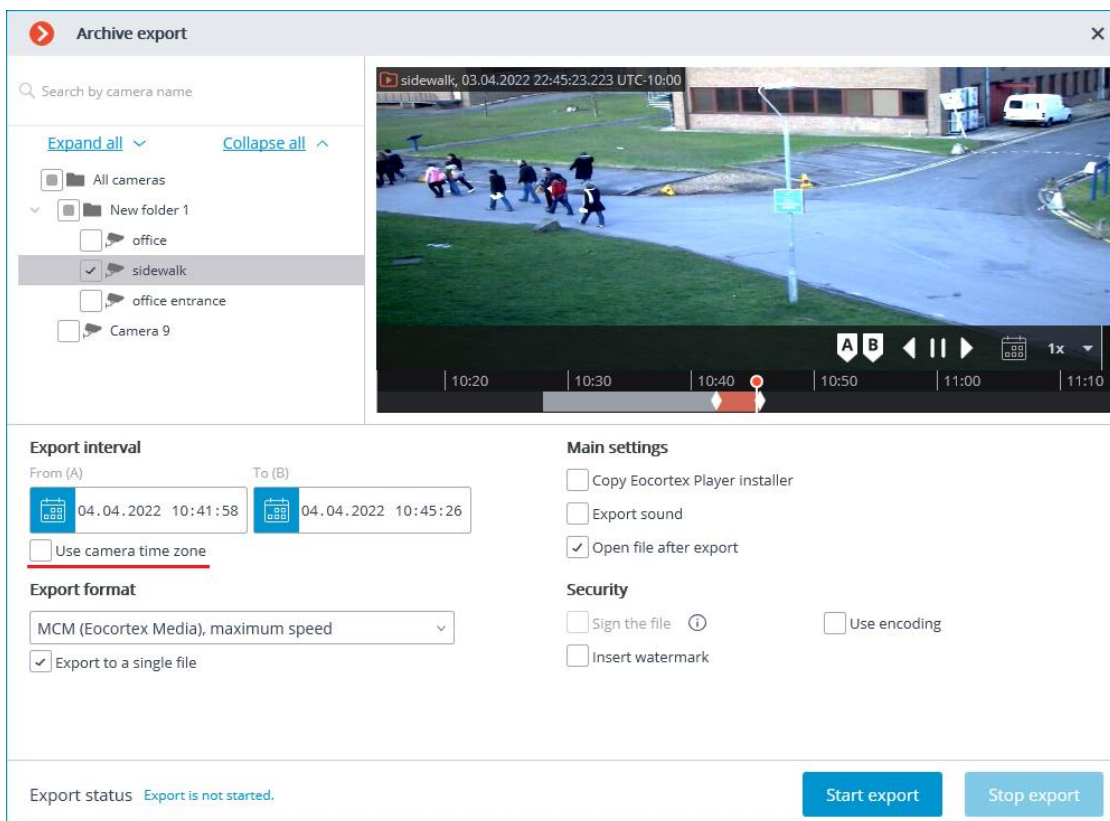 Archive export
Search by camera name
Expand all
Collapse all
All cameras
New folder 1
office
sidewalk
office entrance
Camera 9
sidewalk, 03.04.2022 22:45:23.223 UTC-10:00
A B 1x
10:20 10:30 10:40 10:50 11:00 11:10
Export interval
From (A) To (B)
04.04.2022 10:41:58 04.04.2022 10:45:26
Use camera time zone
Export format
MCM (Eocortex Media), maximum speed
Export to a single file
Main settings
Copy Eocortex Player installer
Export sound
Open file after export
Security
Sign the file Use encoding
Insert watermark
Export status Export is not started.
Start export Stop export